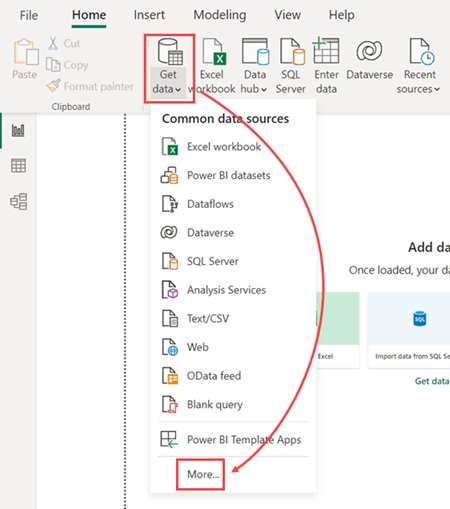 File Home Insert Modeling View Help
Paste
Cut
Copy
Format painter
Clipboard
Get
data
Excel
workbook
Data
hub
SQL
Server
Enter
data
Dataverse
Recent
sources
Common data sources
Excel workbook
Power BI datasets
Dataflows
Dataverse
SQL Server
Analysis Services
Text/CSV
Web
OData feed
Blank query
Power BI Template Apps
More...
Add da
Once loaded, your da
SQL
Excel
Import data from SQL Se
Get data